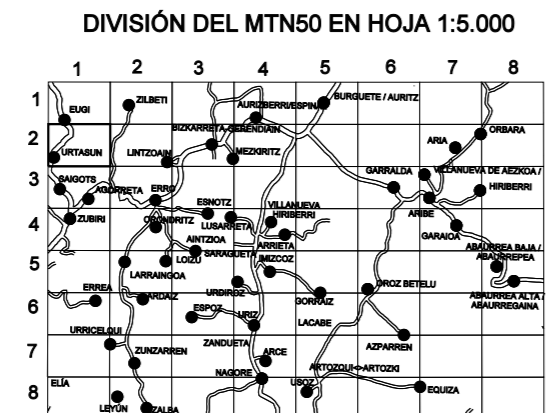 DIVISIÓN DEL MTN50 EN HOJA 1:5.000
1 2 3 4 5 6 7 8
1
EUGI
ZILBETI
AURIZBERRI/ESPINAL
BURGUETE / AURITZ
2
URTASUN
LINTZOAIN
BIZKARRETA-GERENDIAIN
MEZKIRITZ
ARIA
ORBARA
3
SAIGOTS
AGORRETA
ERRO
ESNOTZ
GARRALDA
VILLANUEVA DE AEZKOA /
HIRIBERRI
ARIBE
4
ZUBIRI
ORONDRITZ
LUSARRETA
VILLANUEVA
HIRIBERRI
GARAIOA
AINTZIOA
ARRIETA
ABAURREA BAJA /
ABAURREPEA
5
LARRAINGOA
LOIZU
SARAGUETA
IMIZCOZ
URDIROZ
GORRAIZ
OROZ BETELU
ABAURREA ALTA /
ABAURREGAINA
6
ERREA
ARDAIZ
ESPOZ
URIZ
LACABE
AZPARREN
URRICELQUI
7
ZUNZARREN
ZANDUETA
ARCE
NAGORE
ARTOZQUI<>ARTOZKI
8
ELÍA
LEYÚN
ZALBA
USOZ
EQUIZA